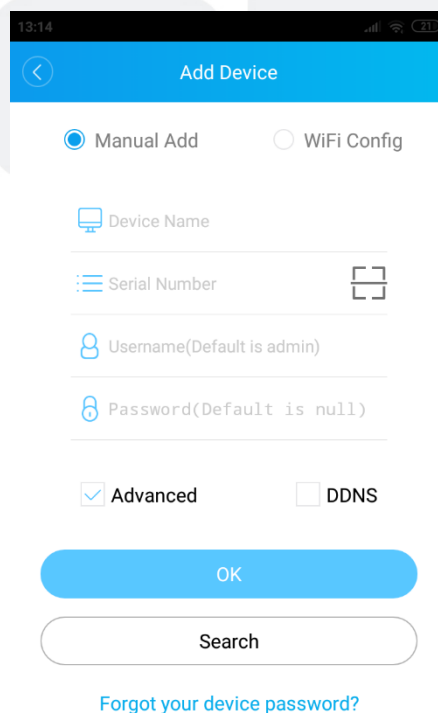 13:14
21
Add Device
Manual Add
WiFi Config
Device Name
Serial Number
Username(Default is admin)
Password(Default is null)
Advanced
DDNS
OK
Search
Forgot your device password?